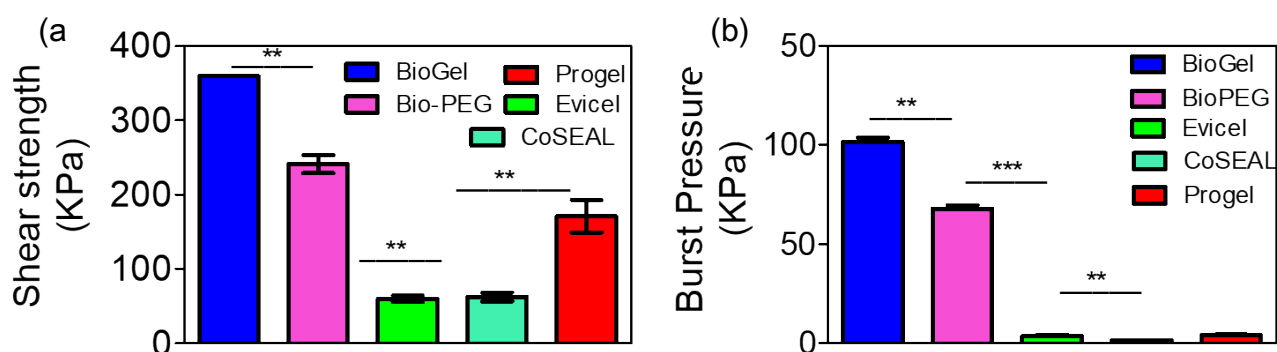 (a
Shear strength
(KPa)
400
300
200
100
0
**
**
**
BioGel
Bio-PEG
Progel
Evicel
CoSEAL
(b)
Burst Pressure
(KPa)
50
100
50
0
**
***
**
BioGel
BioPEG
Evicel
CoSEAL
Progel